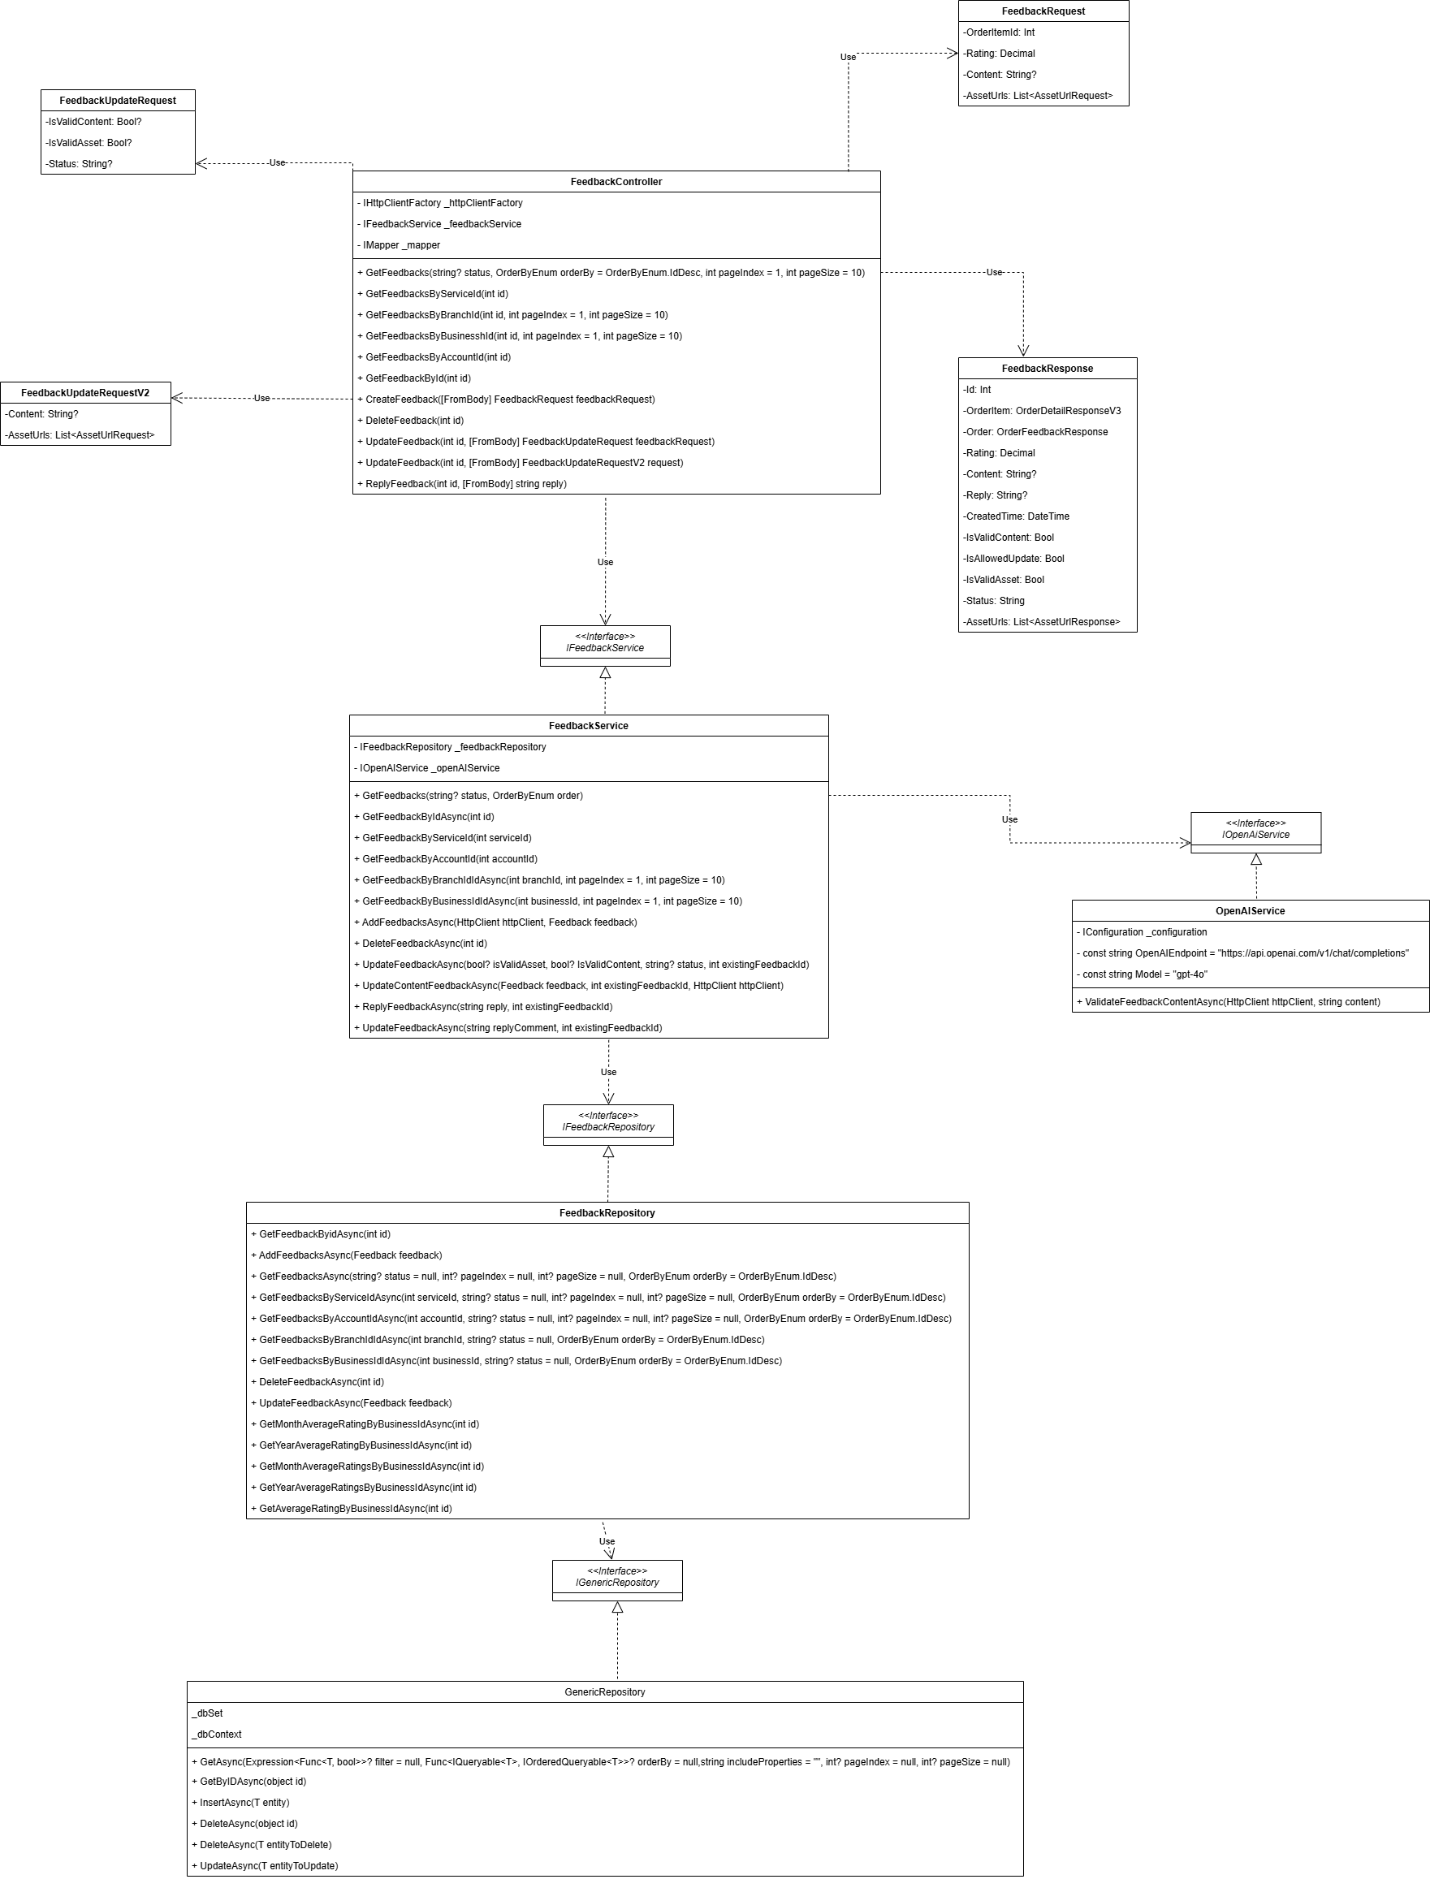 FeedbackRequest
-OrderItemId: Int
-Rating: Decimal
-Content: String?
-AssetUrls: List<AssetUrlRequest>
Use
FeedbackUpdateRequest
-IsValidContent: Bool?
-IsValidAsset: Bool?
-Status: String?
Use
FeedbackController
- IHttpClientFactory _httpClientFactory
- IFeedbackService _feedbackService
- IMapper _mapper
+ GetFeedbacks(string? status, OrderByEnum orderBy = OrderByEnum.IdDesc, int pageIndex = 1, int pageSize = 10)
+ GetFeedbacksByServiceId(int id)
+ GetFeedbacksByBranchId(int id, int pageIndex = 1, int pageSize = 10)
+ GetFeedbacksByBusinesshId(int id, int pageIndex = 1, int pageSize = 10)
+ GetFeedbacksByAccountId(int id)
+ GetFeedbackById(int id)
+ CreateFeedback([FromBody] FeedbackRequest feedbackRequest)
+ DeleteFeedback(int id)
+ UpdateFeedback(int id, [FromBody] FeedbackUpdateRequest feedbackRequest)
+ UpdateFeedback(int id, [FromBody] FeedbackUpdateRequestV2 request)
+ ReplyFeedback(int id, [FromBody] string reply)
Use
FeedbackUpdateRequestV2
-Content: String?
-AssetUrls: List<AssetUrlRequest>
Use
FeedbackResponse
-Id: Int
-OrderItem: OrderDetailResponseV3
-Order: OrderFeedbackResponse
-Rating: Decimal
-Content: String?
-Reply: String?
-CreatedTime: DateTime
-IsValidContent: Bool
-IsAllowedUpdate: Bool
-IsValidAsset: Bool
-Status: String
-AssetUrls: List<AssetUrlResponse>
Use
<<Interface>>
IFeedbackService
FeedbackService
- IFeedbackRepository _feedbackRepository
- IOpenAIService _openAIService
+ GetFeedbacks(string? status, OrderByEnum order)
+ GetFeedbackByIdAsync(int id)
+ GetFeedbackByServiceId(int serviceId)
+ GetFeedbackByAccountId(int accountId)
+ GetFeedbackByBranchIdIdAsync(int branchId, int pageIndex = 1, int pageSize = 10)
+ GetFeedbackByBusinessIdIdAsync(int businessId, int pageIndex = 1, int pageSize = 10)
+ AddFeedbacksAsync(HttpClient httpClient, Feedback feedback)
+ DeleteFeedbackAsync(int id)
+ UpdateFeedbackAsync(bool? isValidAsset, bool? IsValidContent, string? status, int existingFeedbackId)
+ UpdateContentFeedbackAsync(Feedback feedback, int existingFeedbackId, HttpClient httpClient)
+ ReplyFeedbackAsync(string reply, int existingFeedbackId)
+ UpdateFeedbackAsync(string replyComment, int existingFeedbackId)
Use
<<Interface>>
IOpenAiService
OpenAIService
- IConfiguration _configuration
- const string OpenAIEndpoint = "https://api.openai.com/v1/chat/completions"
- const string Model = "gpt-4o"
+ ValidateFeedbackContentAsync(HttpClient httpClient, string content)
Use
<<Interface>>
IFeedbackRepository
FeedbackRepository
+ GetFeedbackByidAsync(int id)
+ AddFeedbacksAsync(Feedback feedback)
+ GetFeedbacksAsync(string? status = null, int? pageIndex = null, int? pageSize = null, OrderByEnum orderBy = OrderByEnum.IdDesc)
+ GetFeedbacksByServiceIdAsync(int serviceId, string? status = null, int? pageIndex = null, int? pageSize = null, OrderByEnum orderBy = OrderByEnum.IdDesc)
+ GetFeedbacksByAccountIdAsync(int accountId, string? status = null, int? pageIndex = null, int? pageSize = null, OrderByEnum orderBy = OrderByEnum.IdDesc)
+ GetFeedbacksByBranchIdIdAsync(int branchId, string? status = null, OrderByEnum orderBy = OrderByEnum.IdDesc)
+ GetFeedbacksByBusinessIdIdAsync(int businessId, string? status = null, OrderByEnum orderBy = OrderByEnum.IdDesc)
+ DeleteFeedbackAsync(int id)
+ UpdateFeedbackAsync(Feedback feedback)
+ GetMonthAverageRatingByBusinessIdAsync(int id)
+ GetYearAverageRatingByBusinessIdAsync(int id)
+ GetMonthAverageRatingsByBusinessIdAsync(int id)
+ GetYearAverageRatingsByBusinessIdAsync(int id)
+ GetAverageRatingByBusinessIdAsync(int id)
Use
<<Interface>>
IGenericRepository
GenericRepository
_dbSet
_dbContext
+ GetAsync(Expression<Func<T, bool>>? filter = null, Func<IQueryable<T>, IOrderedQueryable<T>>? orderBy = null,string includeProperties = "", int? pageIndex = null, int? pageSize = null)
+ GetByIDAsync(object id)
+ InsertAsync(T entity)
+ DeleteAsync(object id)
+ DeleteAsync(T entityToDelete)
+ UpdateAsync(T entityToUpdate)